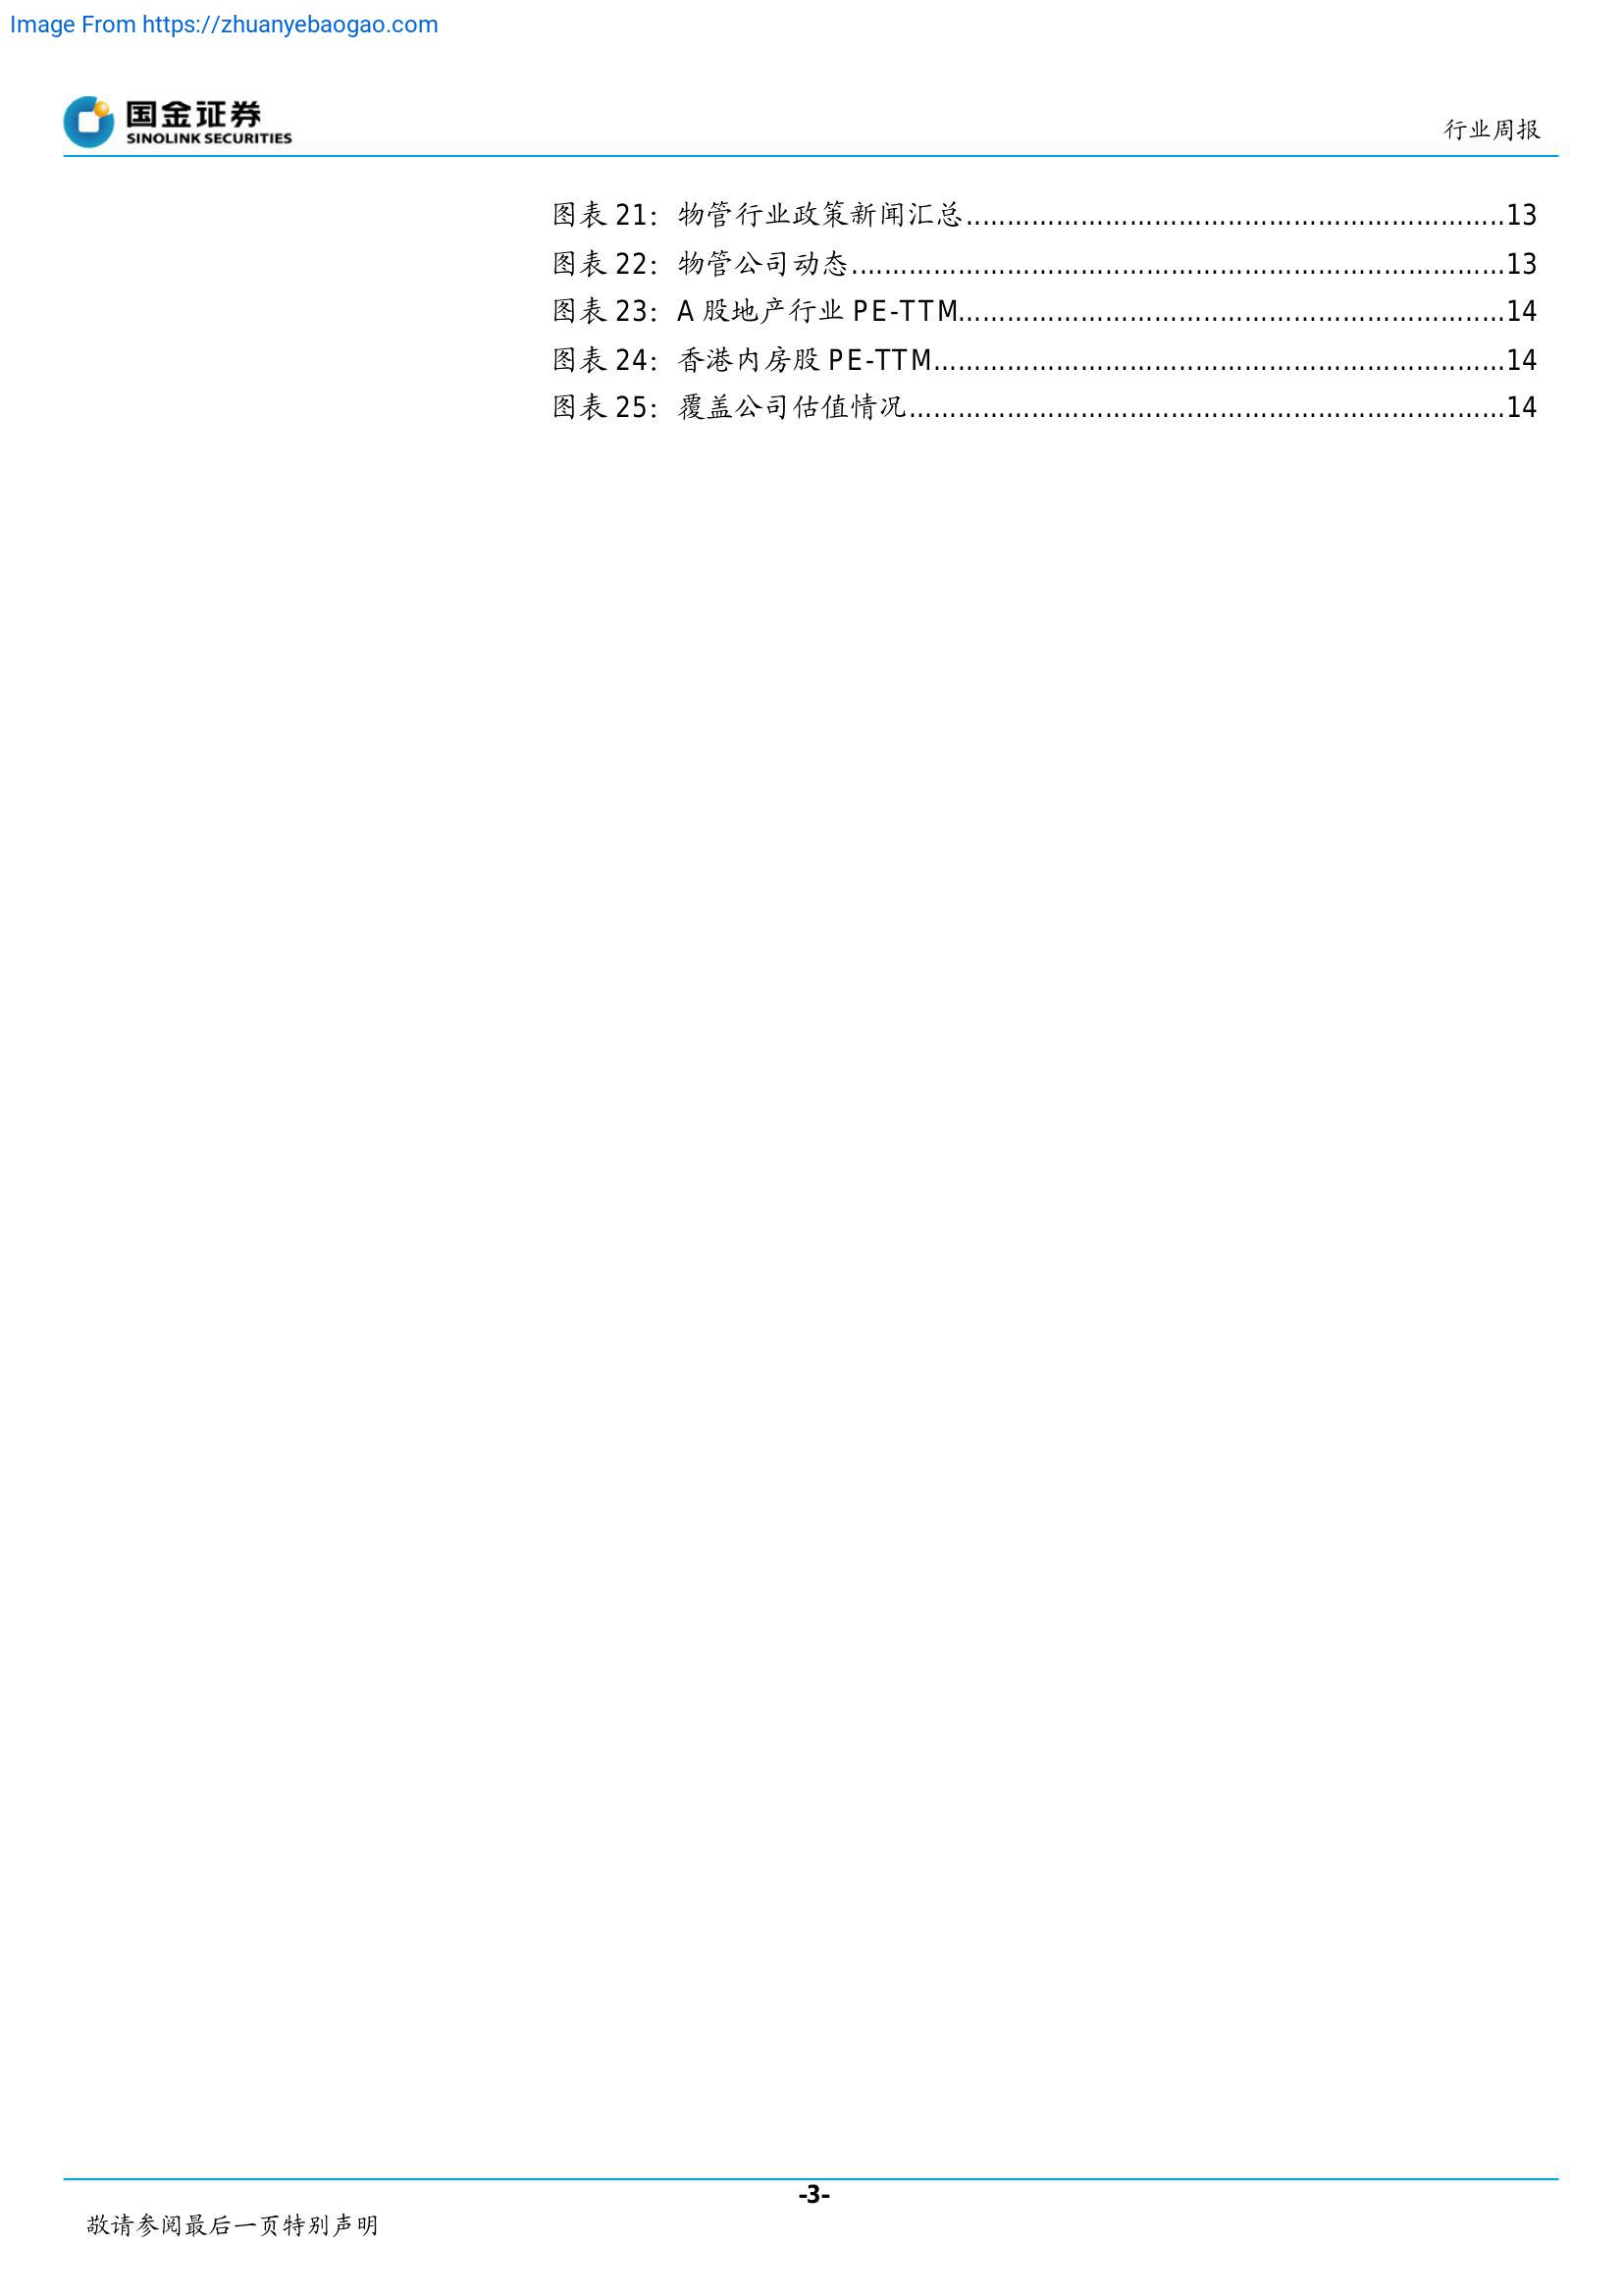 Image From https://zhuanyebaogao.com
国金证券
SINOLINK SECURITIES
行业周报
图表 21：物管行业政策新闻汇总........................................................13
图表 22：物管公司动态........................................................13
图表 23：A 股地产行业 PE-TTM........................................................14
图表 24：香港内房股 PE-TTM........................................................14
图表 25：覆盖公司估值情况........................................................14
-3-
敬请参阅最后一页特别声明